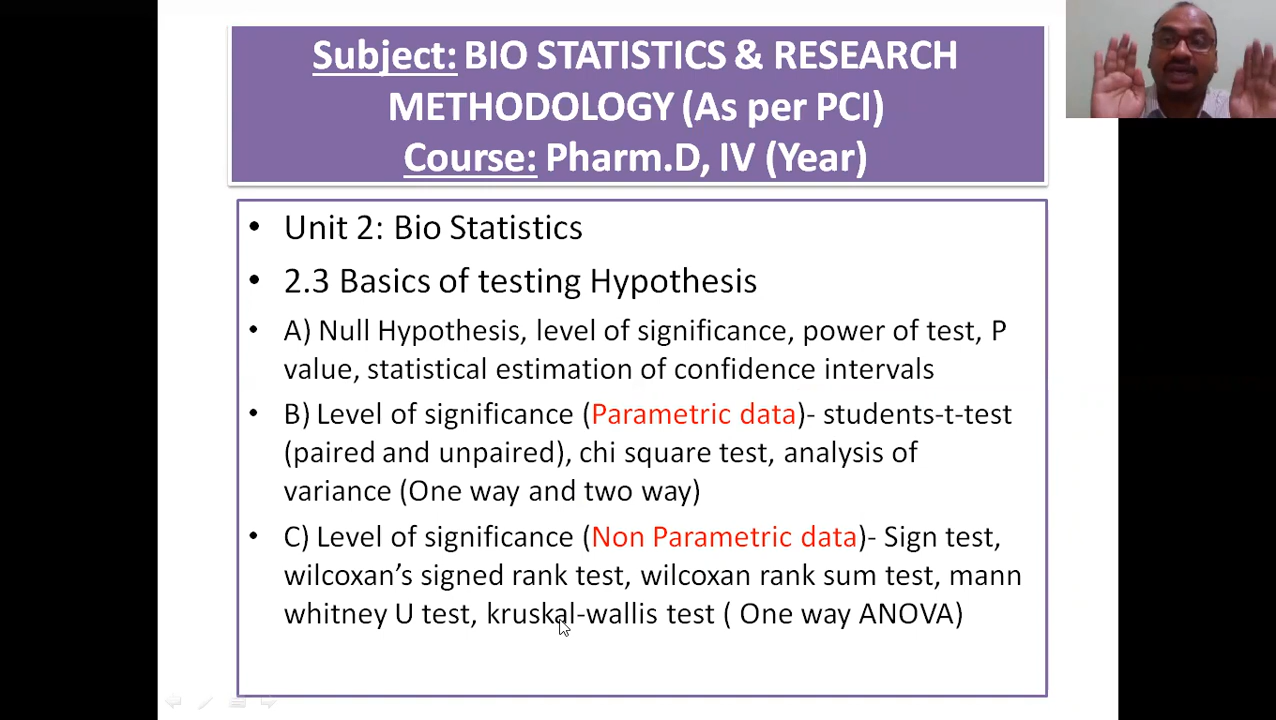 Subject: BIO STATISTICS & RESEARCH
METHODOLOGY (As per PCI)
Course: Pharm.D, IV (Year)
• Unit 2: Bio Statistics
• 2.3 Basics of testing Hypothesis
• A) Null Hypothesis, level of significance, power of test, P
value, statistical estimation of confidence intervals
• B) Level of significance (Parametric data)- students-t-test
(paired and unpaired), chi square test, analysis of
variance (One way and two way)
• C) Level of significance (Non Parametric data)- Sign test,
wilcoxan’s signed rank test, wilcoxan rank sum test, mann
whitney U test, kruskal-wallis test ( One way ANOVA)